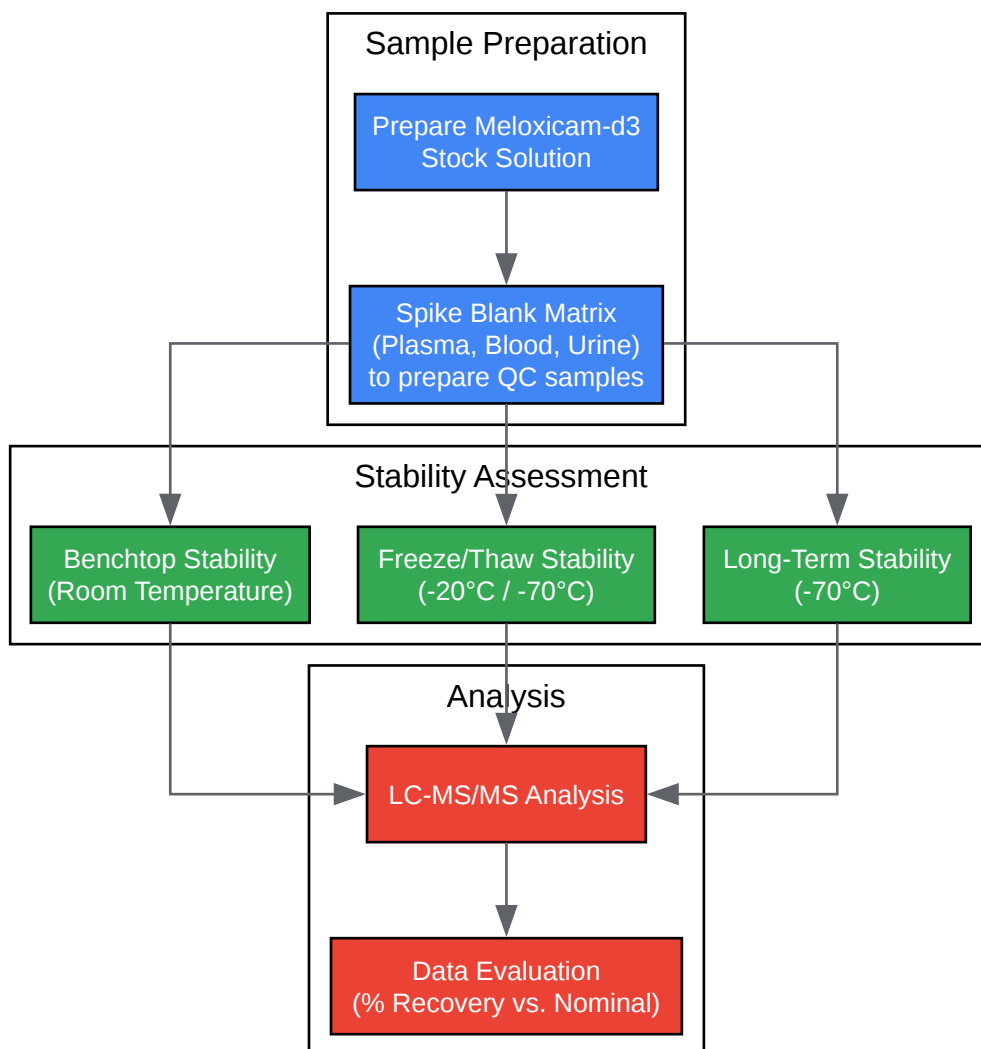 Sample Preparation
Prepare Meloxicam-d3
Stock Solution
Spike Blank Matrix
(Plasma, Blood, Urine)
to prepare QC samples
Stability Assessment
Benchtop Stability
(Room Temperature)
Freeze/Thaw Stability
(-20°C / -70°C)
Long-Term Stability
(-70°C)
Analysis
LC-MS/MS Analysis
Data Evaluation
(% Recovery vs. Nominal)